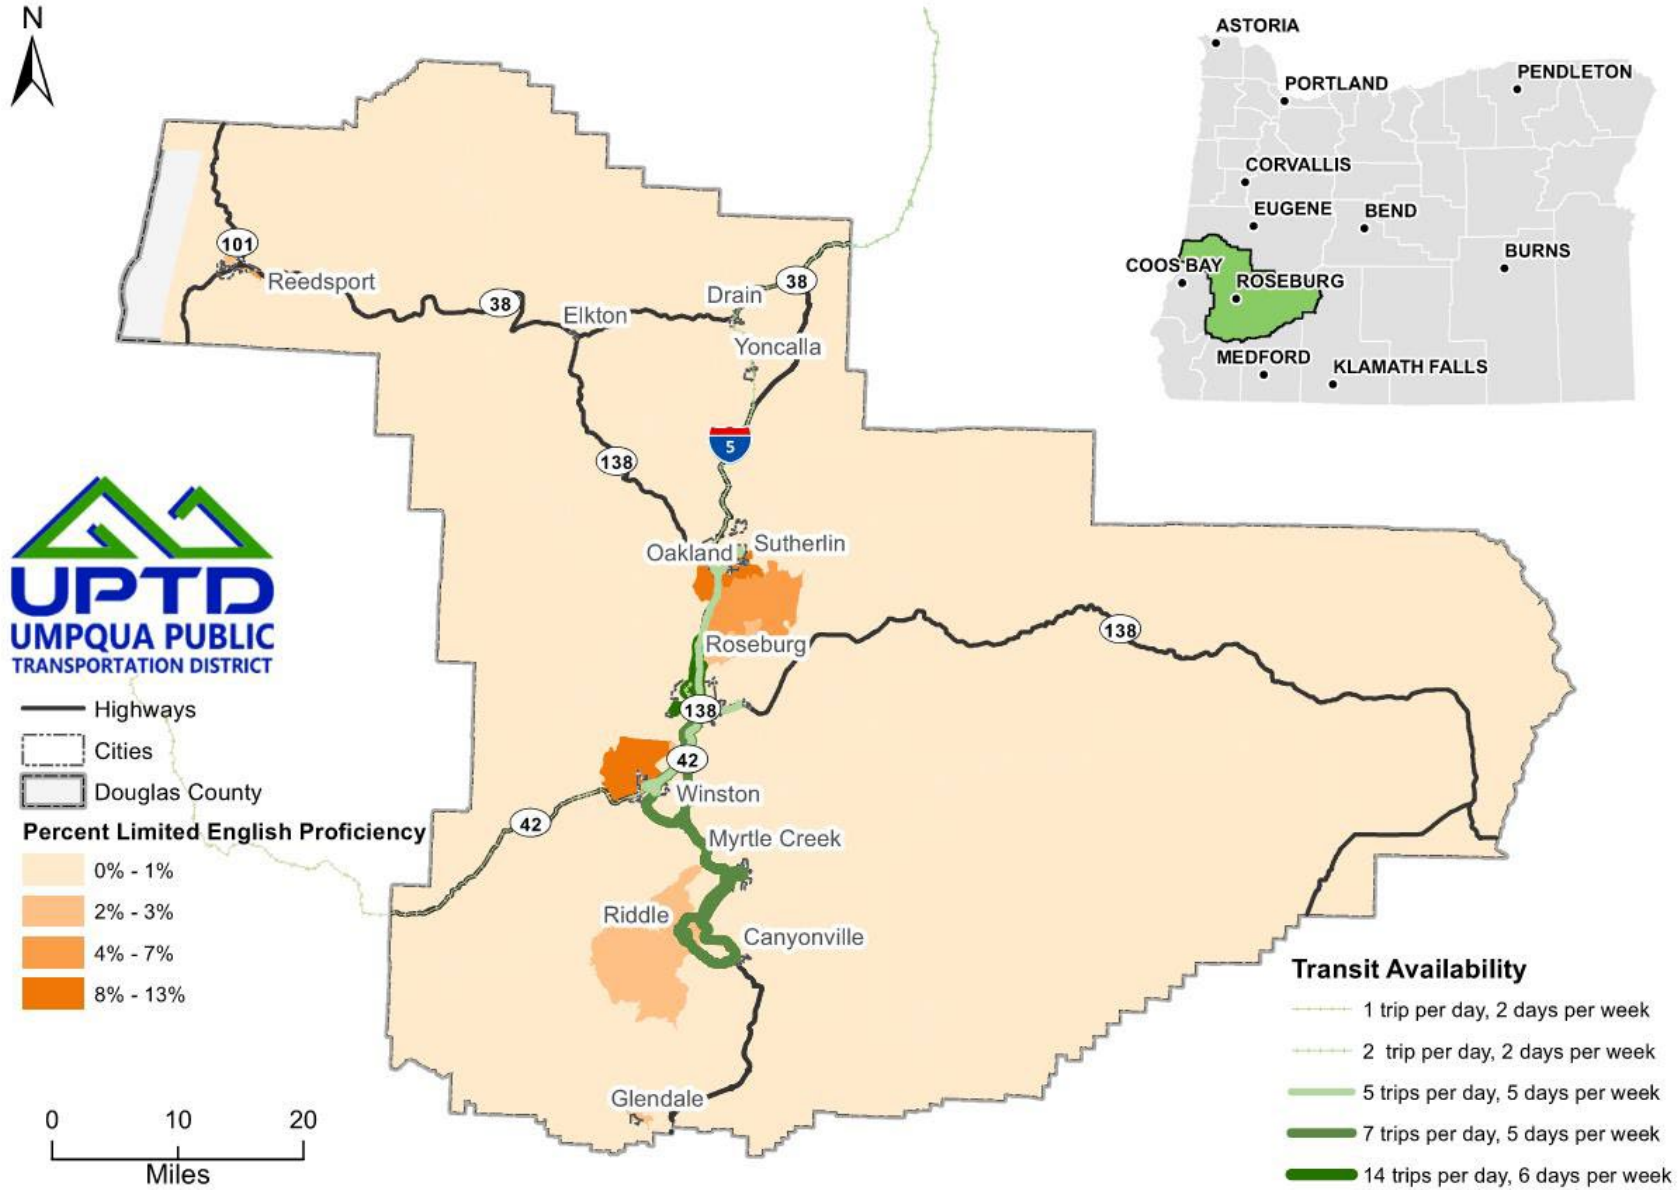 N
ASTORIA
PORTLAND
PENDLETON
CORVALLIS
EUGENE
BEND
BURNS
COOS BAY
ROSEBURG
MEDFORD
KLAMATH FALLS
101
Reedsport
38
Elkton
Drain
38
Yoncalla
5
138
Oakland
Sutherlin
Roseburg
138
138
42
Winston
42
Myrtle Creek
Riddle
Canyonville
Glendale
UPTD
UMPQUA PUBLIC
TRANSPORTATION DISTRICT
Highways
Cities
Douglas County
Percent Limited English Proficiency
0% - 1%
2% - 3%
4% - 7%
8% - 13%
0 10 20
Miles
Transit Availability
1 trip per day, 2 days per week
2 trip per day, 2 days per week
5 trips per day, 5 days per week
7 trips per day, 5 days per week
14 trips per day, 6 days per week